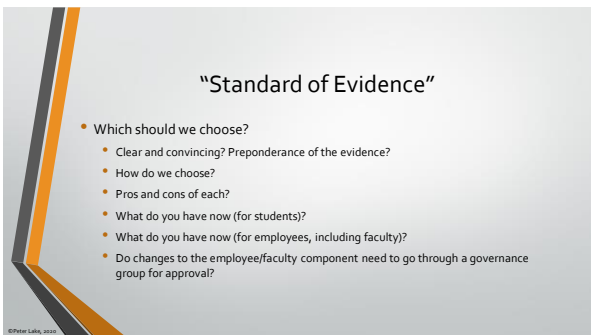 “Standard of Evidence”
• Which should we choose?
• Clear and convincing? Preponderance of the evidence?
• How do we choose?
• Pros and cons of each?
• What do you have now (for students)?
• What do you have now (for employees, including faculty)?
• Do changes to the employee/faculty component need to go through a governance
group for approval?
©Peter Lake, 2020